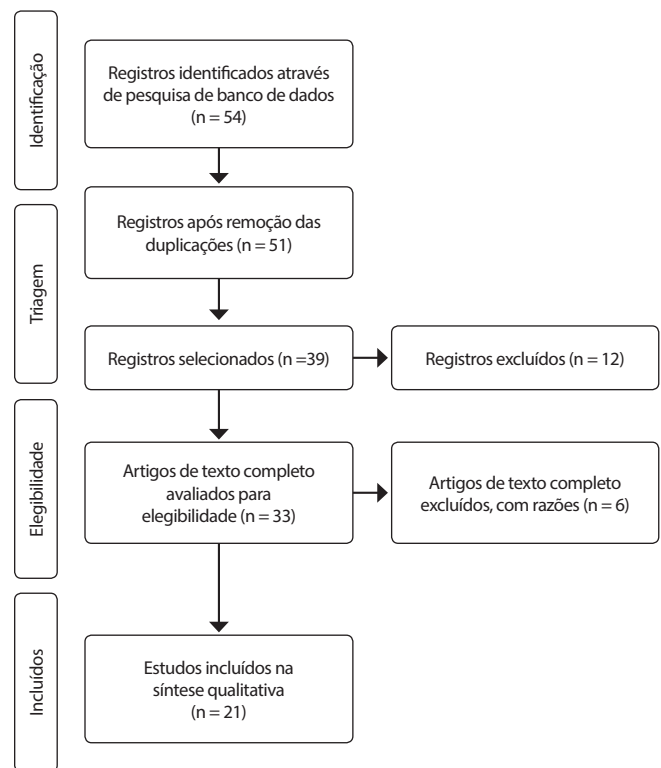 Identificação
Registros identificados através
de pesquisa de banco de dados
(n = 54)
Triagem
Registros após remoção das
duplicações (n = 51)
Registros selecionados (n =39)
Registros excluídos (n = 12)
Elegibilidade
Artigos de texto completo
avaliados para
elegibilidade (n = 33)
Artigos de texto completo
excluídos, com razões (n = 6)
Incluídos
Estudos incluídos na
síntese qualitativa
(n = 21)